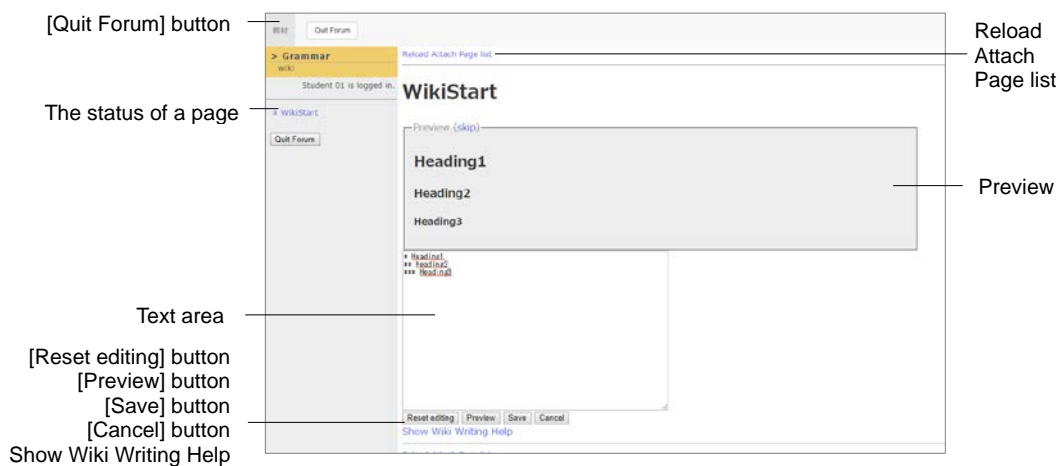 [Quit Forum] button
The status of a page
Text area
[Reset editing] button
[Preview] button
[Save] button
[Cancel] button
Show Wiki Writing Help
教材
Quit Forum
> Grammar
wiki
Student 01 is logged in.
WikiStart
Quit Forum
Reload Attach Page list
WikiStart
Preview (skip)
Heading1
Heading2
Heading3
* Heading1
** Heading2
*** Heading3
Reset editing Preview Save Cancel
Show Wiki Writing Help
Reload
Attach
Page list
Preview